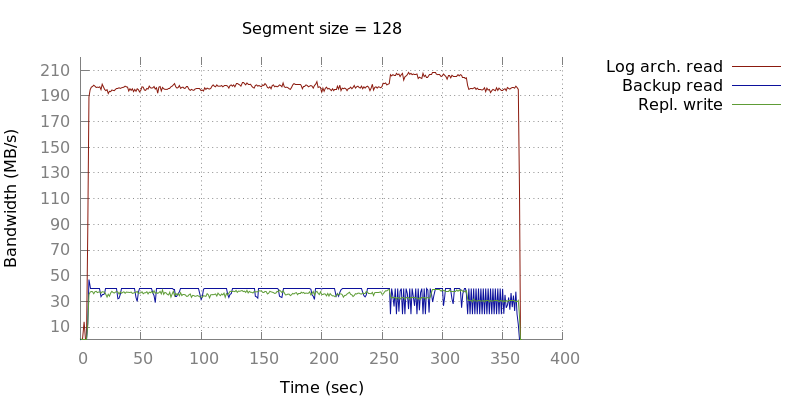 Segment size = 128
Log arch. read
Backup read
Repl. write
Bandwidth (MB/s)
210
190
170
150
130
110
90
70
50
30
10
0 50 100 150 200 250 300 350 400
Time (sec)